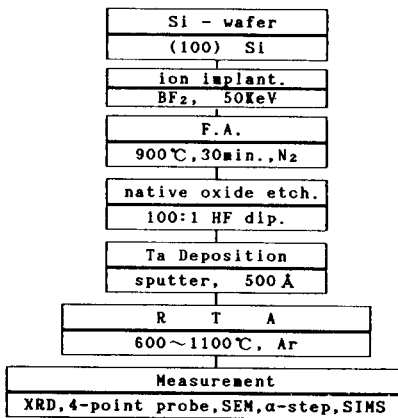 Si - wafer
(100) Si
ion implant.
BF₂, 50KeV
F.A.
900℃,30min.,N₂
native oxide etch.
100:1 HF dip.
Ta Deposition
sputter, 500Å
R T A
600～1100℃, Ar
Measurement
XRD,4-point probe,SEM,α-step,SIMS